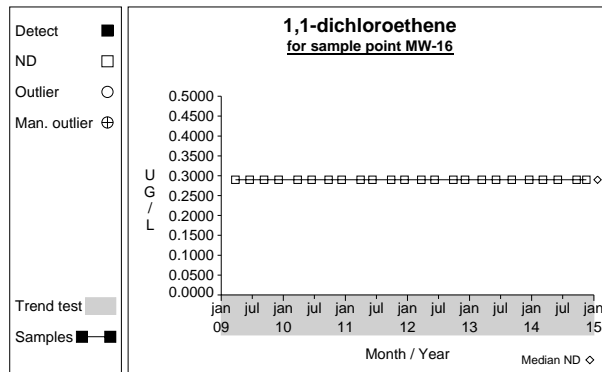 Detect
ND
Outlier
Man. outlier
Trend test
Samples
1,1-dichloroethene
for sample point MW-16
U
G
/
L
0.5000
0.4500
0.4000
0.3500
0.3000
0.2500
0.2000
0.1500
0.1000
0.0500
0.0000
jan jul jan jul jan jul jan jul jan jul jan jul jan
09 10 11 12 13 14 15
Month / Year
Median ND